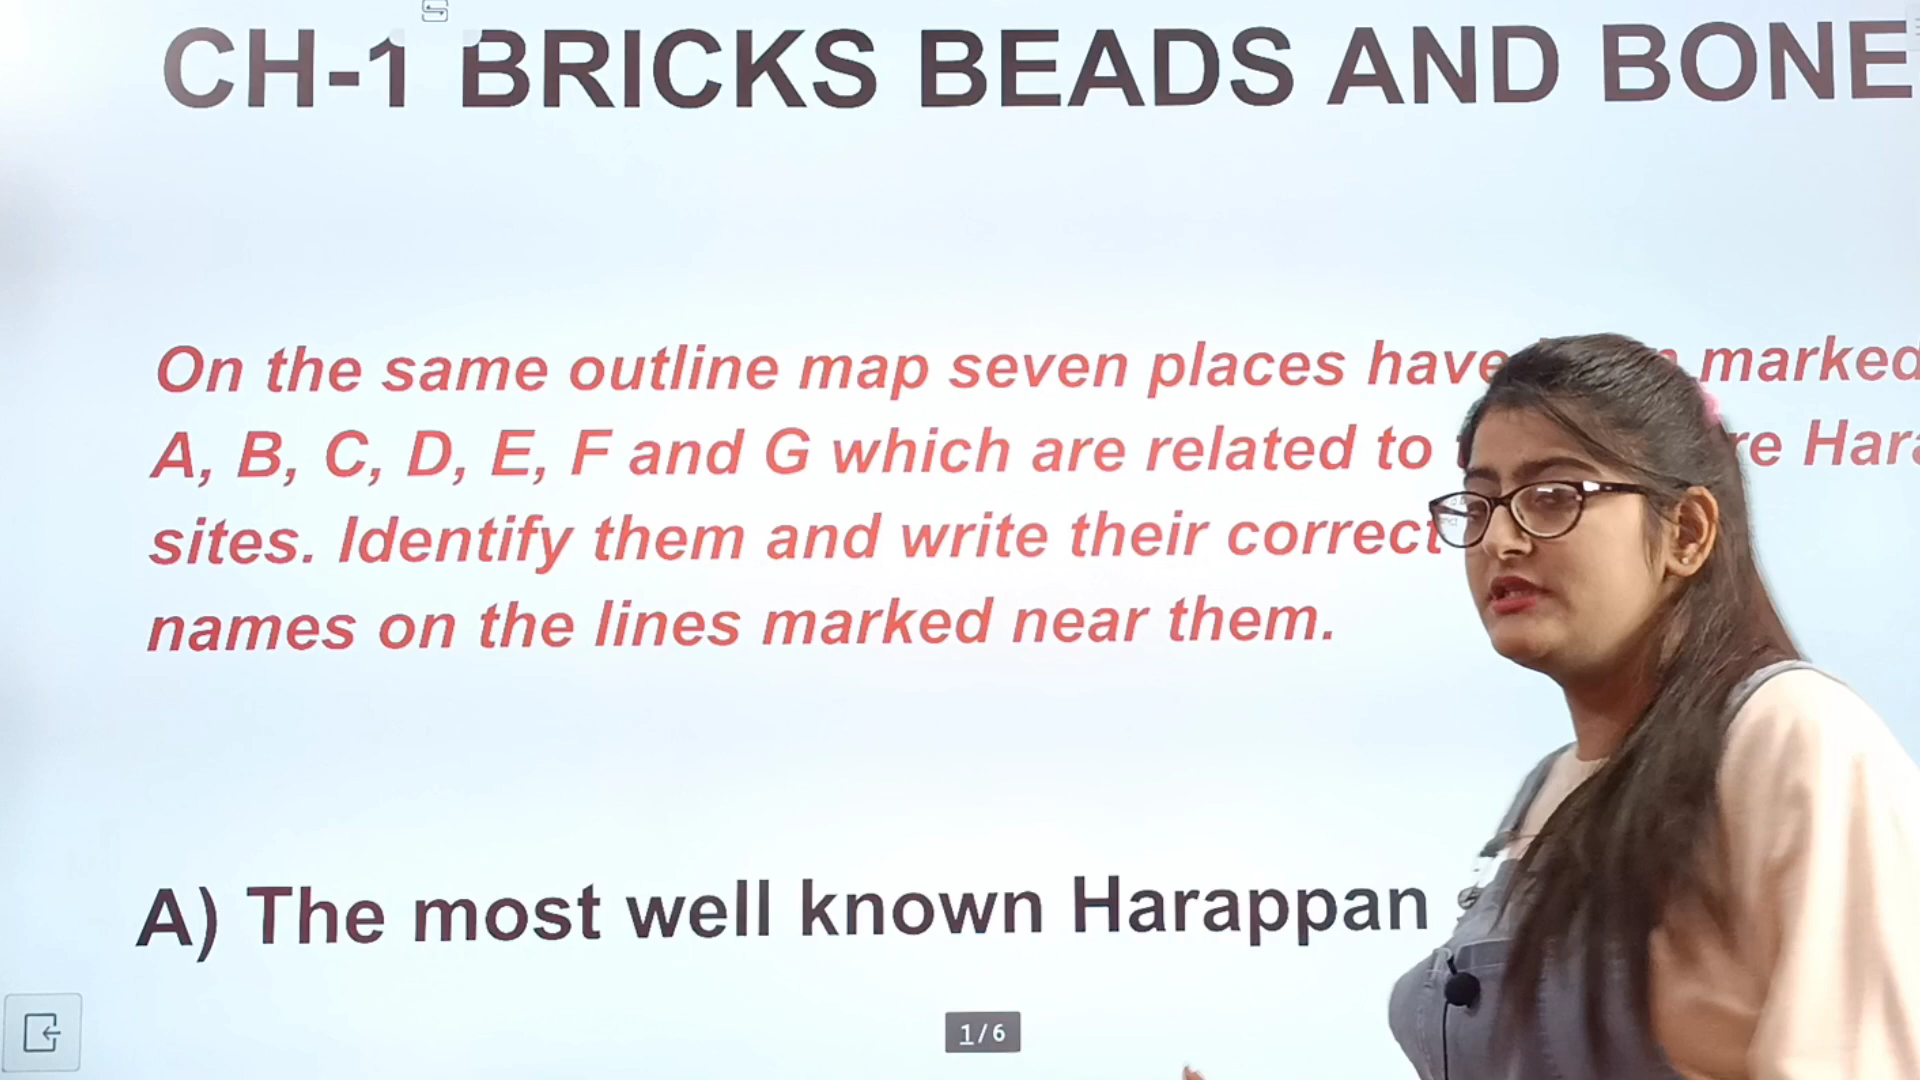 CH-1 BRICKS BEADS AND BONE
On the same outline map seven places have marked
A, B, C, D, E, F and G which are related to
sites. Identify them and write their correct
names on the lines marked near them.
A) The most well known Harappan
1/6